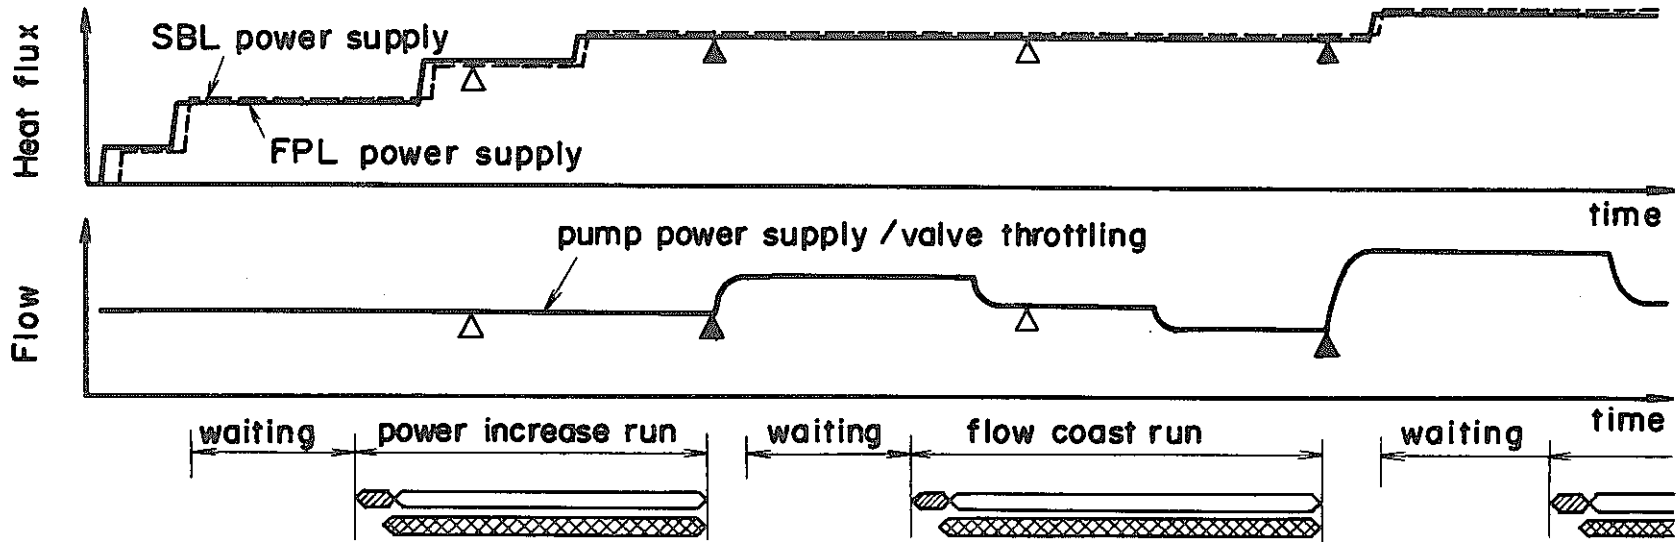 Heat flux
SBL power supply
FPL power supply
time
Flow
pump power supply / valve throttling
time
waiting
power increase run
waiting
flow coast run
waiting